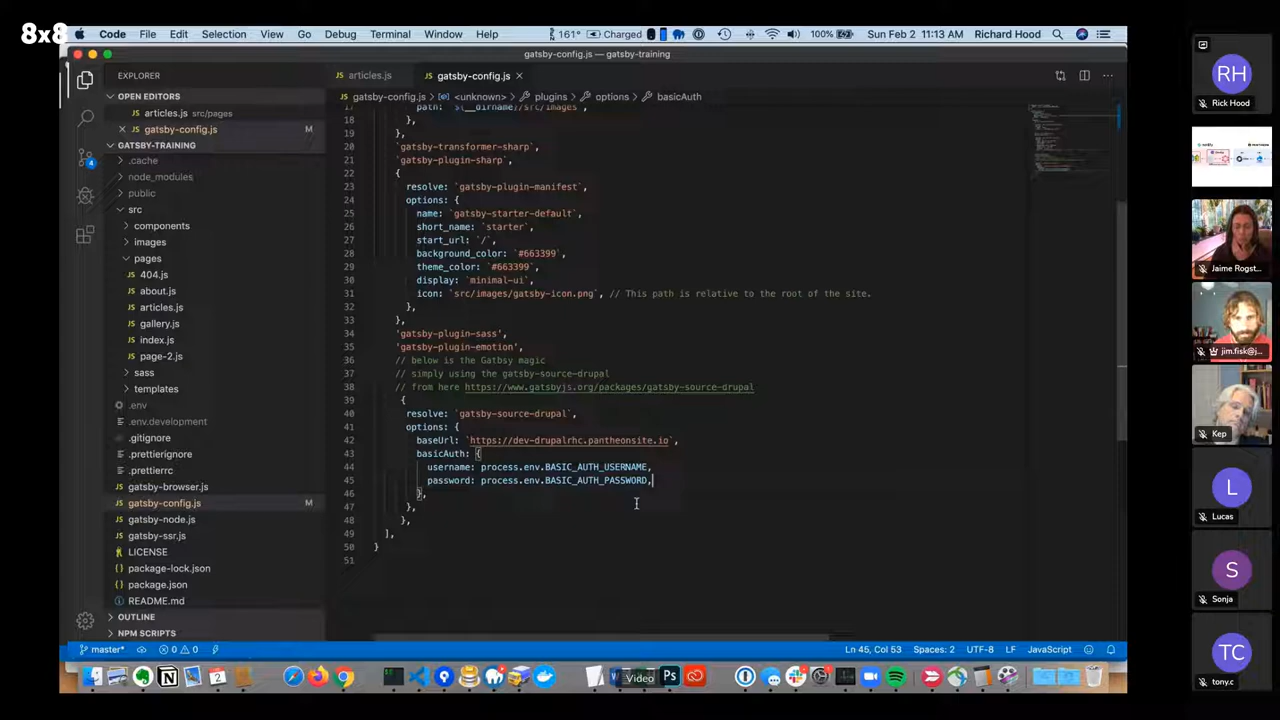 8x8
Code File Edit Selection View Go Debug Terminal Window Help 161° Charged 100% Sun Feb 2 11:13 AM Richard Hood
gatsby-config.js — gatsby-training
EXPLORER
OPEN EDITORS
articles.js src/pages
gatsby-config.js M
GATSBY-TRAINING
.cache
node_modules
public
src
components
images
pages
404.js
about.js
articles.js
gallery.js
index.js
page-2.js
sass
templates
.env
.env.development
.gitignore
.prettierignore
.prettierrc
gatsby-browser.js
gatsby-config.js M
gatsby-node.js
gatsby-ssr.js
LICENSE
package-lock.json
package.json
README.md
OUTLINE
NPM SCRIPTS
articles.js gatsby-config.js
gatsby-config.js > <unknown> > plugins > options > basicAuth
17 path: `${__dirname}/src/images`,
18 },
19 },
20 `gatsby-transformer-sharp`,
21 `gatsby-plugin-sharp`,
22 {
23 resolve: `gatsby-plugin-manifest`,
24 options: {
25 name: `gatsby-starter-default`,
26 short_name: `starter`,
27 start_url: `/`,
28 background_color: `#663399`,
29 theme_color: `#663399`,
30 display: `minimal-ui`,
31 icon: `src/images/gatsby-icon.png`, // This path is relative to the root of the site.
32 },
33 },
34 'gatsby-plugin-sass',
35 'gatsby-plugin-emotion',
36 // below is the Gatbsy magic
37 // simply using the gatsby-source-drupal
38 // from here https://www.gatsbyjs.org/packages/gatsby-source-drupal
39 {
40 resolve: `gatsby-source-drupal`,
41 options: {
42 baseUrl: `https://dev-drupalrhc.pantheonsite.io`,
43 basicAuth: {
44 username: process.env.BASIC_AUTH_USERNAME,
45 password: process.env.BASIC_AUTH_PASSWORD,
46 },
47 },
48 },
49 ],
50 }
51
master* 0 0 Ln 45, Col 53 Spaces: 2 UTF-8 LF JavaScript
4
2
Video
RH
Rick Hood
Jaime Rogst...
jim.fisk@j...
Kep
L
Lucas
S
Sonja
TC
tony.c